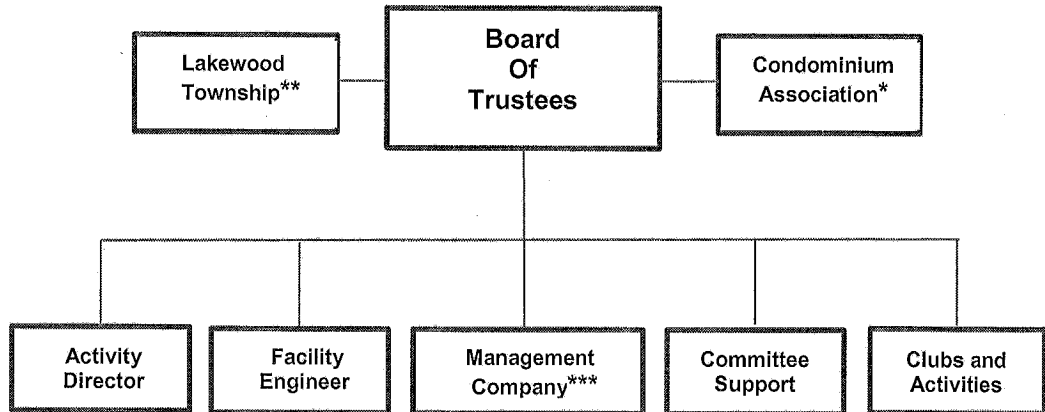 Lakewood
Township**
Board
Of
Trustees
Condominium
Association*
Activity
Director
Facility
Engineer
Management
Company***
Committee
Support
Clubs and
Activities